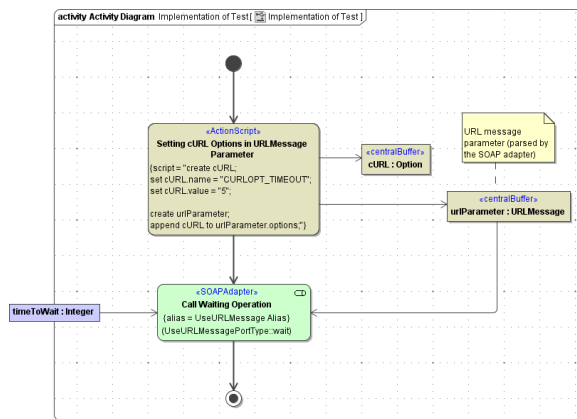 activity Activity Diagram Implementation of Test[ Implementation of Test ]
«ActionScript»
Setting cURL Options in URLMessage
Parameter
{script = "create cURL;
set cURL.name = "CURLOPT_TIMEOUT";
set cURL.value = "5";
create urlParameter;
append cURL to urlParameter.options;"}
«centralBuffer»
cURL : Option
URL message
parameter (parsed by
the SOAP adapter)
«centralBuffer»
urlParameter : URLMessage
«SOAPAdapter»
Call Waiting Operation
{alias = UseURLMessage Alias}
(UseURLMessagePortType::wait)
timeToWait : Integer